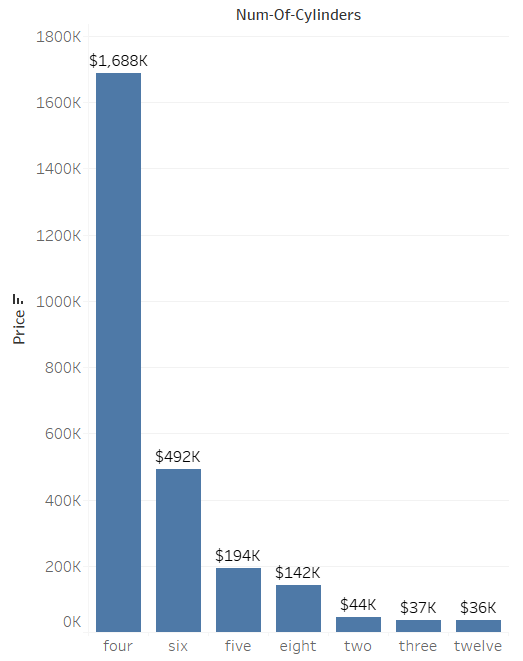 Num-Of-Cylinders
1800K
1600K
1400K
1200K
1000K
800K
600K
400K
200K
0K
Price
$1,688K
$492K
$194K
$142K
$44K
$37K
$36K
four
six
five
eight
two
three
twelve